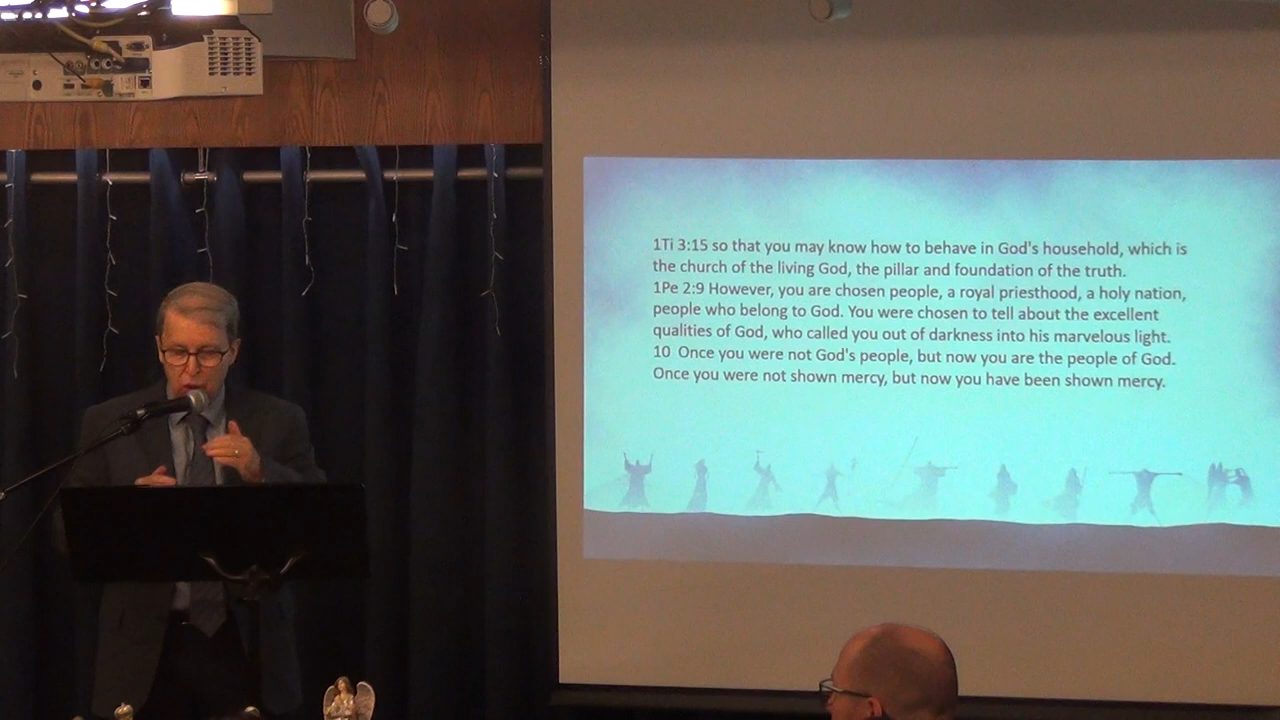 1Ti 3:15 so that you may know how to behave in God's household, which is
the church of the living God, the pillar and foundation of the truth.
1Pe 2:9 However, you are chosen people, a royal priesthood, a holy nation,
people who belong to God. You were chosen to tell about the excellent
qualities of God, who called you out of darkness into his marvelous light.
10  Once you were not God's people, but now you are the people of God.
Once you were not shown mercy, but now you have been shown mercy.